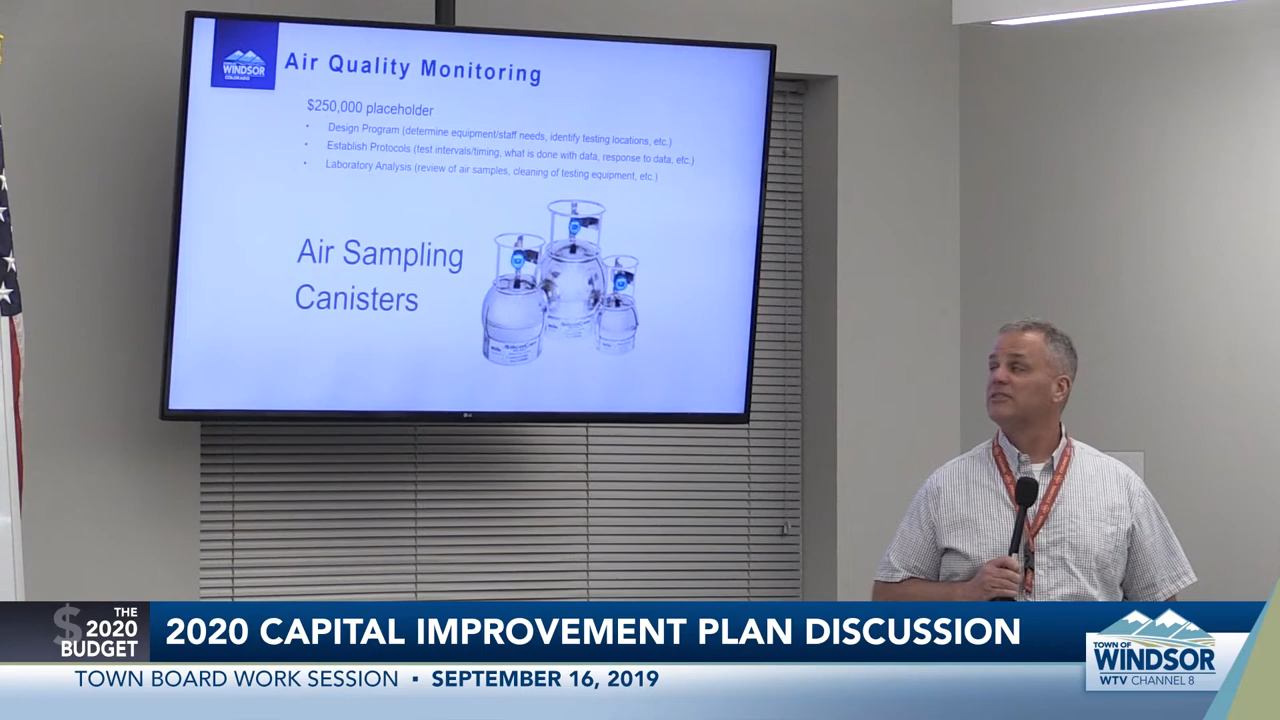 WINDSOR
COLORADO
Air Quality Monitoring
$250,000 placeholder
• Design Program (determine equipment/staff needs, identify testing locations, etc.)
• Establish Protocols (test intervals/timing, what is done with data, response to data, etc.)
• Laboratory Analysis (review of air samples, cleaning of testing equipment, etc.)
Air Sampling
Canisters
LG
$ THE
2020
BUDGET
2020 CAPITAL IMPROVEMENT PLAN DISCUSSION
TOWN BOARD WORK SESSION • SEPTEMBER 16, 2019
TOWN OF
WINDSOR
WTV CHANNEL 8